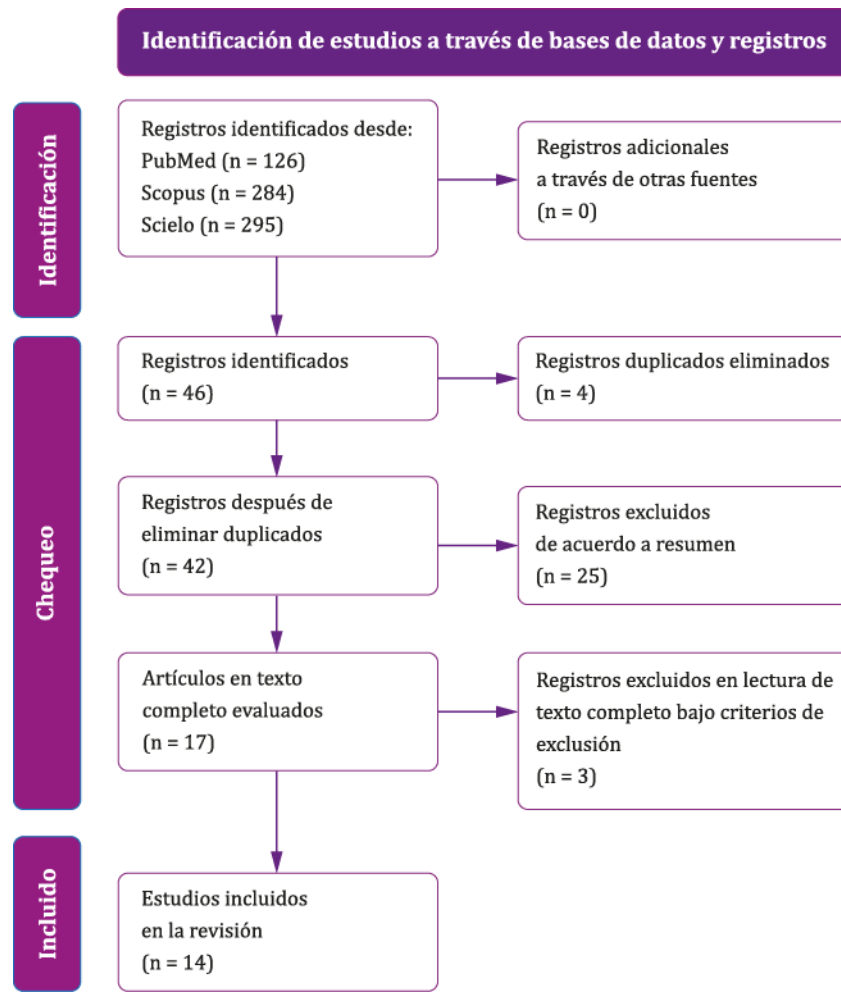 Identificación de estudios a través de bases de datos y registros
Identificación
Registros identificados desde:
PubMed (n = 126)
Scopus (n = 284)
Scielo (n = 295)
Registros adicionales
a través de otras fuentes
(n = 0)
Chequeo
Registros identificados
(n = 46)
Registros duplicados eliminados
(n = 4)
Registros después de
eliminar duplicados
(n = 42)
Registros excluidos
de acuerdo a resumen
(n = 25)
Artículos en texto
completo evaluados
(n = 17)
Registros excluidos en lectura de
texto completo bajo criterios de
exclusión
(n = 3)
Incluido
Estudios incluidos
en la revisión
(n = 14)